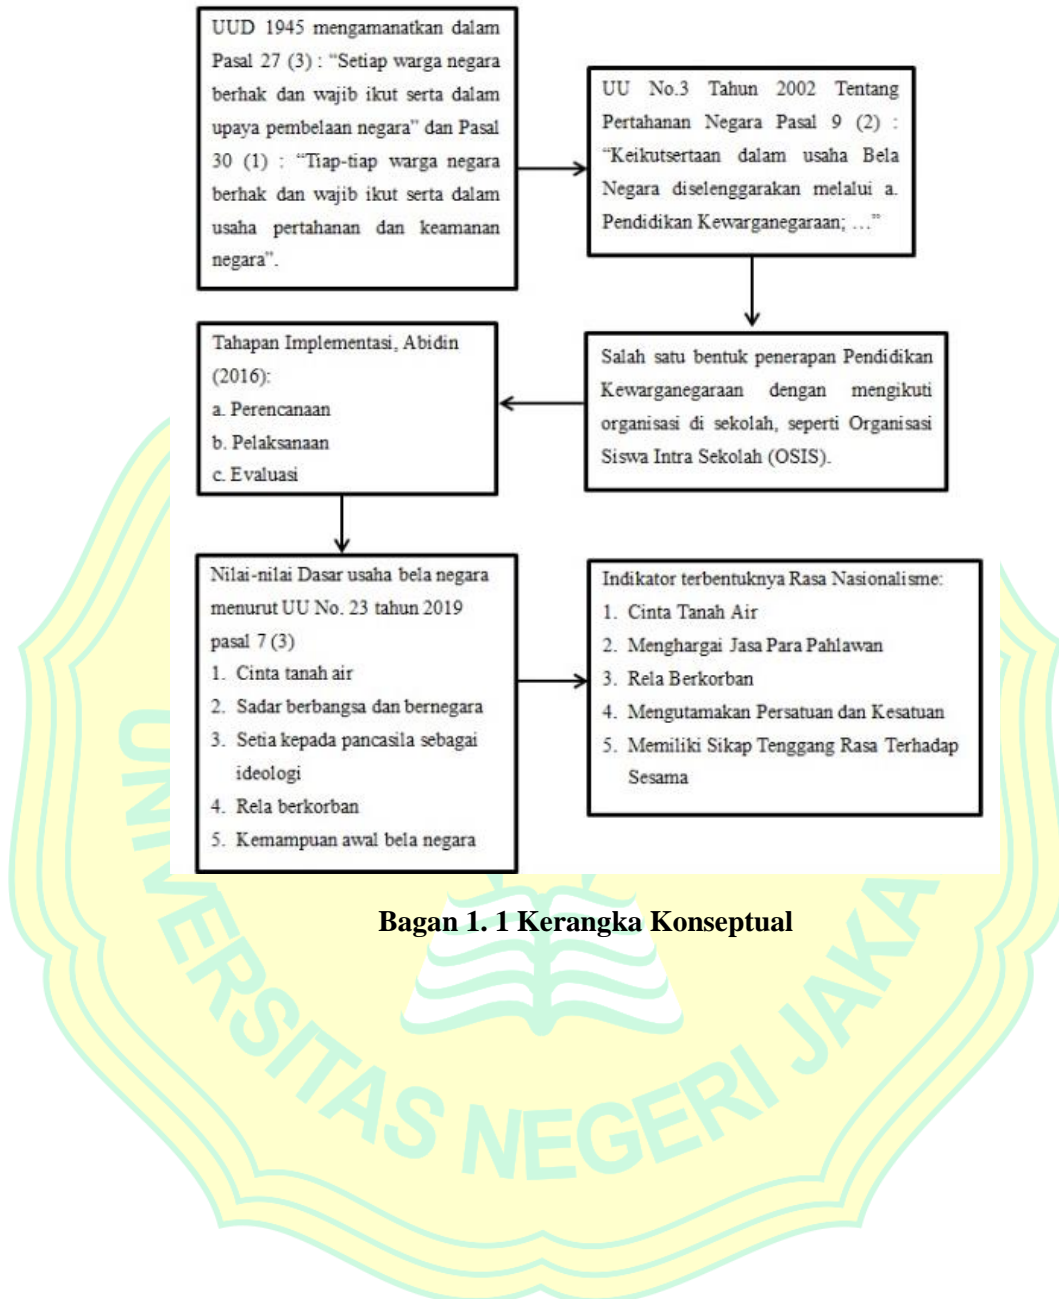 UUD 1945 mengamanatkan dalam
Pasal 27 (3) : “Setiap warga negara
berhak dan wajib ikut serta dalam
upaya pembelaan negara” dan Pasal
30 (1) : “Tiap-tiap warga negara
berhak dan wajib ikut serta dalam
usaha pertahanan dan keamanan
negara”.
UU No.3 Tahun 2002 Tentang
Pertahanan Negara Pasal 9 (2) :
“Keikutsertaan dalam usaha Bela
Negara diselenggarakan melalui a.
Pendidikan Kewarganegaraan; …”
Salah satu bentuk penerapan Pendidikan
Kewarganegaraan dengan mengikuti
organisasi di sekolah, seperti Organisasi
Siswa Intra Sekolah (OSIS).
Tahapan Implementasi, Abidin
(2016):
a. Perencanaan
b. Pelaksanaan
c. Evaluasi
Nilai-nilai Dasar usaha bela negara
menurut UU No. 23 tahun 2019
pasal 7 (3)
1. Cinta tanah air
2. Sadar berbangsa dan bernegara
3. Setia kepada pancasila sebagai
ideologi
4. Rela berkorban
5. Kemampuan awal bela negara
Indikator terbentuknya Rasa Nasionalisme:
1. Cinta Tanah Air
2. Menghargai Jasa Para Pahlawan
3. Rela Berkorban
4. Mengutamakan Persatuan dan Kesatuan
5. Memiliki Sikap Tenggang Rasa Terhadap
Sesama
Bagan 1. 1 Kerangka Konseptual
UNIVERSITAS NEGERI JAKA